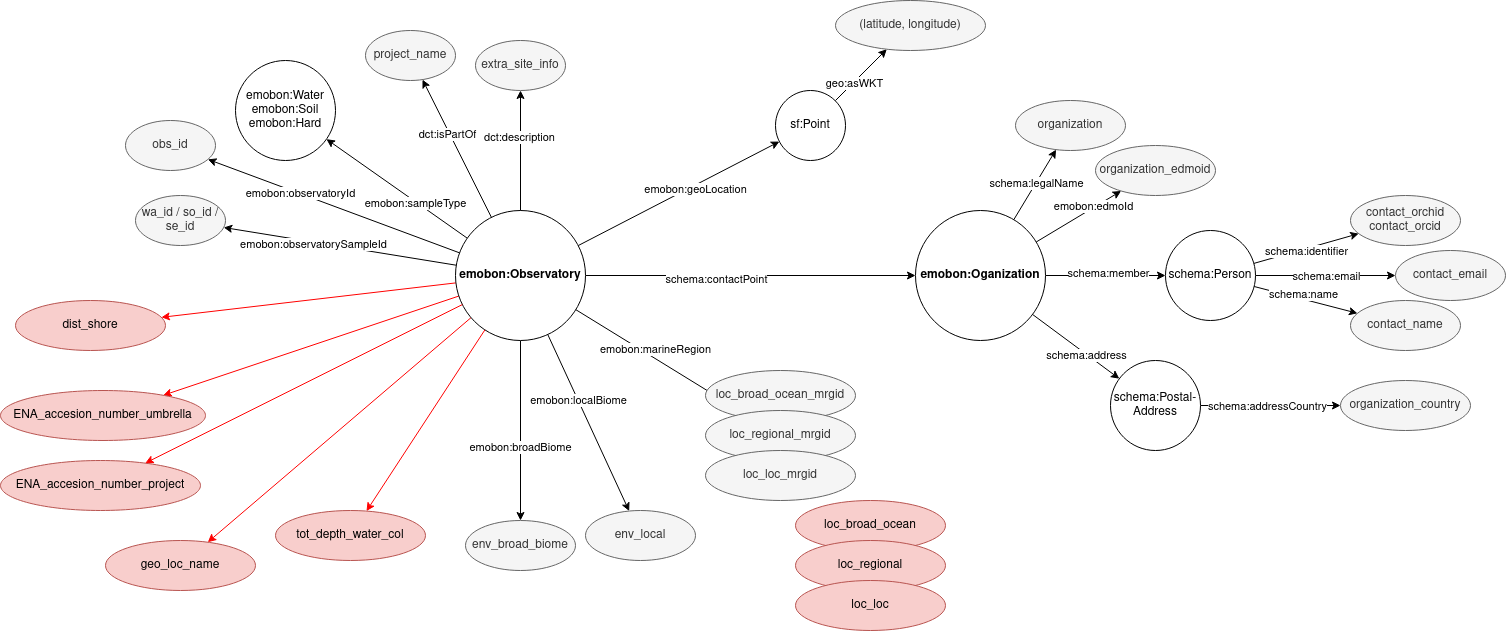 (latitude, longitude)
project_name
extra_site_info
geo:asWKT
emobon:Water
emobon:Soil
emobon:Hard
sf:Point
organization
dct:isPartOf
dct:description
obs_id
organization_edmoid
schema:legalName
emobon:geoLocation
emobon:observatoryId
emobon:sampleType
emobon:edmoId
wa_id / so_id /
se_id
contact_orchid
contact_orcid
emobon:observatorySampleId
schema:identifier
emobon:Observatory
schema:contactPoint
emobon:Oganization
schema:member
schema:Person
schema:email
contact_email
schema:name
dist_shore
contact_name
emobon:marineRegion
schema:address
loc_broad_ocean_mrgid
emobon:localBiome
schema:Postal-
Address
schema:addressCountry
organization_country
ENA_accesion_number_umbrella
loc_regional_mrgid
emobon:broadBiome
loc_loc_mrgid
ENA_accesion_number_project
loc_broad_ocean
tot_depth_water_col
env_broad_biome
env_local
geo_loc_name
loc_regional
loc_loc